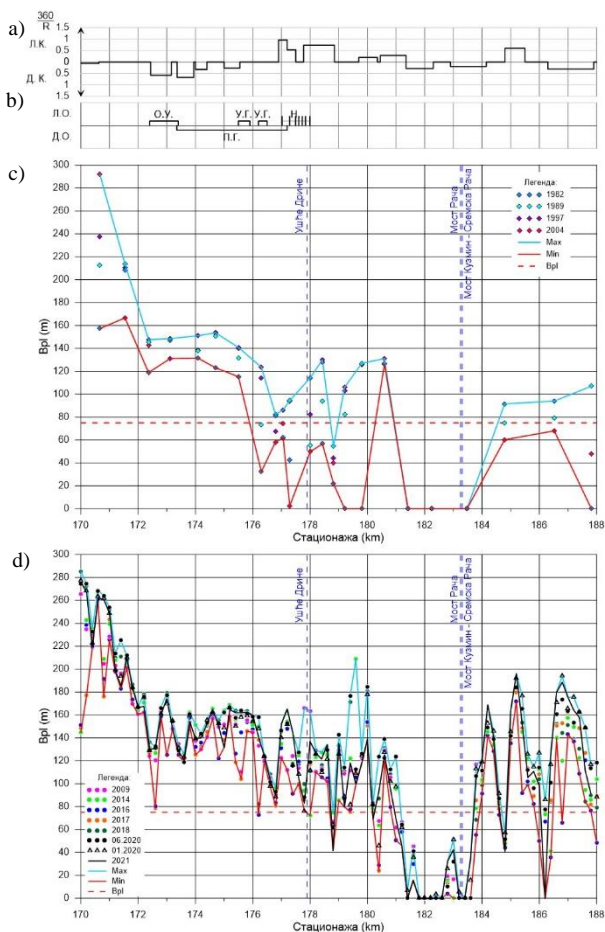 a)
360
R
1.5
Л.К. 1
0.5
0
0.5
Д. К. 1
1.5
b)
Л.О.
О.У. У.Г. У.Г. Н
Д.О.
П.Г.
c)
Bpl (m)
300
280
260
240
220
200
180
160
140
120
100
80
60
40
20
0
Ушће Дрине
Мост Рача
Мост Кузмин - Сремска Рача
Легенда:
1982
1989
1997
2004
Max
Min
Bpl
170 172 174 176 178 180 182 184 186 188
Стационажа (km)
d)
Bpl (m)
300
280
260
240
220
200
180
160
140
120
100
80
60
40
20
0
Ушће Дрине
Мост Рача
Мост Кузмин - Сремска Рача
Легенда:
2009
2014
2016
2017
2018
06.2020
01.2020
2021
Max
Min
Bpl
170 172 174 176 178 180 182 184 186 188
Стационажа (km)